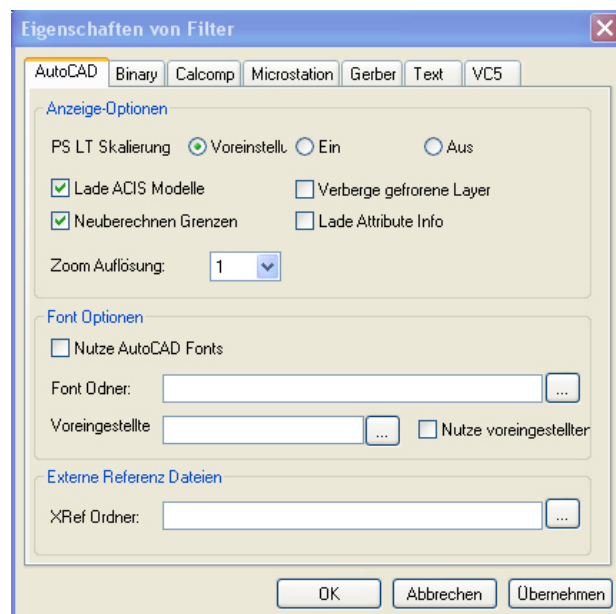 Eigenschaften von Filter
AutoCAD Binary Calcomp Microstation Gerber Text VC5
Anzeige-Optionen
PS LT Skalierung Voreinstellu Ein Aus
Lade ACIS Modelle Verberge gefrorene Layer
Neuberechnen Grenzen Lade Attribute Info
Zoom Auflösung: 1
Font Optionen
Nutze AutoCAD Fonts
Font Odner: ...
Voreingestellte ... Nutze voreingestellter
Externe Referenz Dateien
XRef Ordner: ...
OK Abbrechen Übernehmen